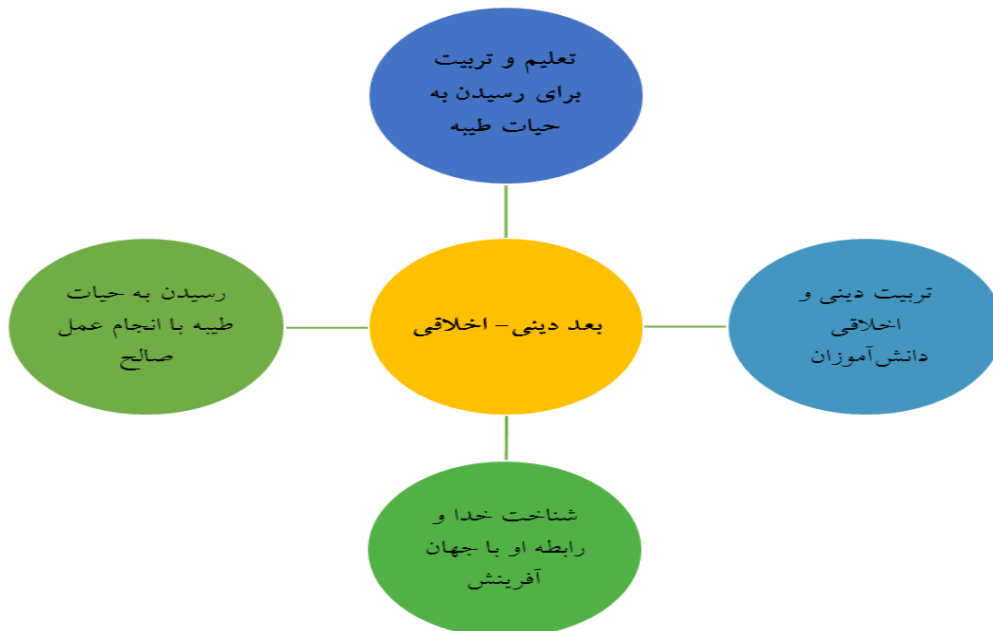 تعلیم و تربیت
برای رسیدن به
حیات طیبه
تربیت دینی و
اخلاقی
دانش‌آموزان
بعد دینی – اخلاقی
رسیدن به حیات
طیبه با انجام عمل
صالح
شناخت خدا و
رابطه او با جهان
آفرینش